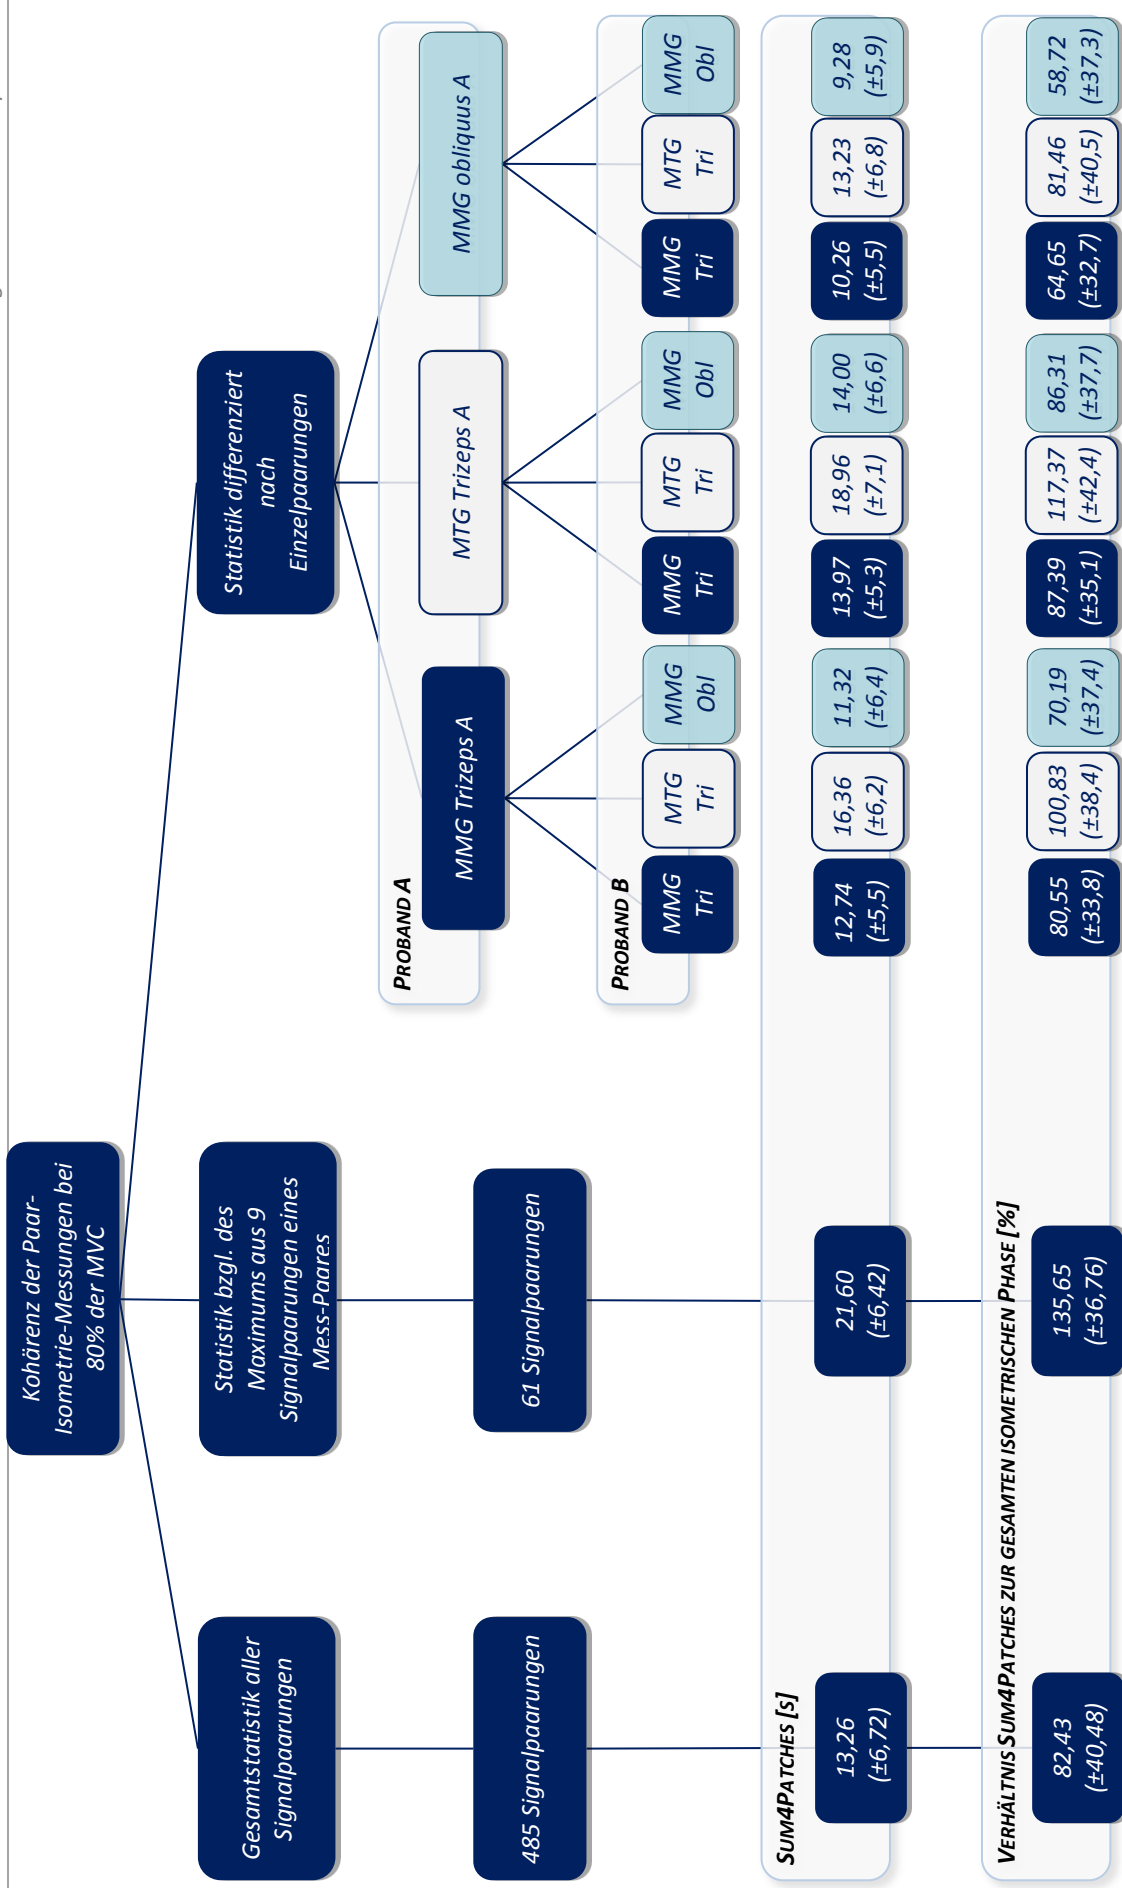 Kohärenz der Paar-
Isometrie-Messungen bei
80% der MVC
Gesamtstatistik aller
Signalpaarungen
Statistik bzgl. des
Maximums aus 9
Signalpaarungen eines
Mess-Paares
Statistik differenziert
nach
Einzelpaarungen
485 Signalpaarungen
61 Signalpaarungen
PROBAND A
MMG Trizeps A
MTG Trizeps A
MMG obliquus A
PROBAND B
MMG
Tri
MTG
Tri
MMG
Obl
MMG
Tri
MTG
Tri
MMG
Obl
MMG
Tri
MTG
Tri
MMG
Obl
SUM4PATCHES [S]
13,26
(±6,72)
21,60
(±6,42)
12,74
(±5,5)
16,36
(±6,2)
11,32
(±6,4)
13,97
(±5,3)
18,96
(±7,1)
14,00
(±6,6)
10,26
(±5,5)
13,23
(±6,8)
9,28
(±5,9)
VERHÄLTNIS SUM4PATCHES ZUR GESAMTEN ISOMETRISCHEN PHASE [%]
82,43
(±40,48)
135,65
(±36,76)
80,55
(±33,8)
100,83
(±38,4)
70,19
(±37,4)
87,39
(±35,1)
117,37
(±42,4)
86,31
(±37,7)
64,65
(±32,7)
81,46
(±40,5)
58,72
(±37,3)